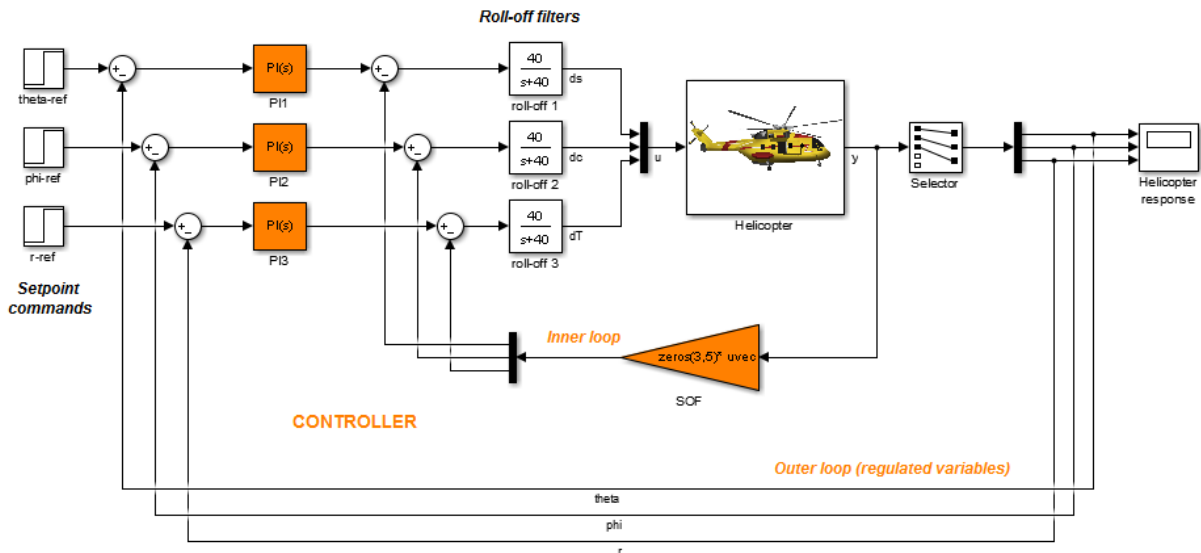 Roll-off filters
theta-ref
+_
PI(s)
PI1
+_
40
s+40
roll-off 1
ds
phi-ref
+_
PI(s)
PI2
+_
40
s+40
roll-off 2
dc
u
Helicopter
y
Selector
Helicopter
response
r-ref
+_
PI(s)
PI3
+_
40
s+40
roll-off 3
dT
Setpoint
commands
Inner loop
zeros(3,5)* uvec
SOF
CONTROLLER
Outer loop (regulated variables)
theta
phi
r